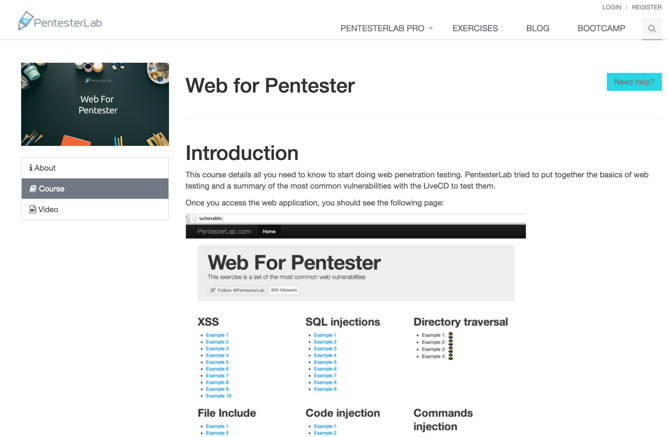 LOGIN | REGISTER
PentesterLab
PENTESTERLAB PRO
EXERCISES
BLOG
BOOTCAMP
PentesterLab
Web For
Pentester
About
Course
Video
Web for Pentester
Need help?
Introduction
This course details all you need to know to start doing web penetration testing. PentesterLab tried to put together the basics of web
testing and a summary of the most common vulnerabilities with the LiveCD to test them.
Once you access the web application, you should see the following page:
vulnerable/
PentesterLab.com Home
Web For Pentester
This exercise is a set of the most common web vulnerabilities
Follow @PentesterLab 848 followers
XSS
Example 1
Example 2
Example 3
Example 4
Example 5
Example 6
Example 7
Example 8
Example 9
Example 10
SQL injections
Example 1
Example 2
Example 3
Example 4
Example 5
Example 6
Example 7
Example 8
Example 9
Directory traversal
Example 1:
Example 2:
Example 3:
Example 4:
File Include
Example 1
Example 2
Code injection
Example 1
Example 2
Commands
injection